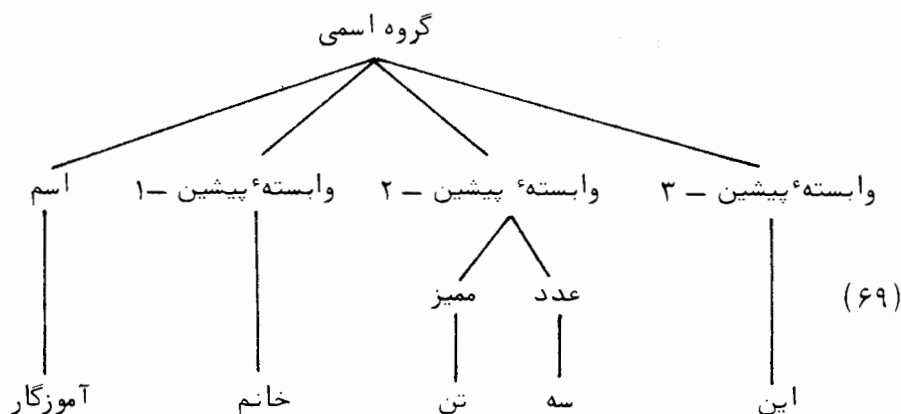 گروه اسمی
وابستهٔ پیشین – ۳ وابستهٔ پیشین – ۲ وابستهٔ پیشین – ۱ اسم
عدد ممیز
(۶۹)
این سه تن خانم آموزگار